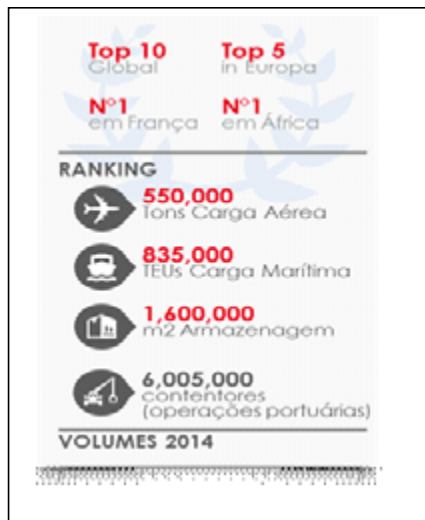 Top 10
Global
Top 5
in Europa
N°1
em França
N°1
em África
RANKING
550,000
Tons Carga Aérea
835,000
TEUs Carga Marítima
1,600,000
m2 Armazenagem
6,005,000
contentores
(operações portuárias)
VOLUMES 2014